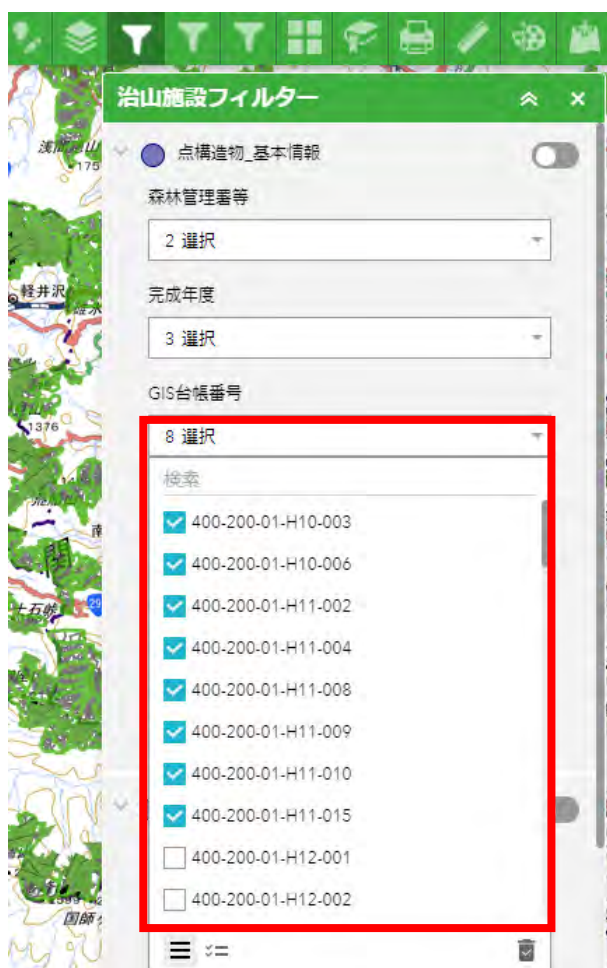 治山施設フィルター
点構造物_基本情報
森林管理署等
2 選択
完成年度
3 選択
GIS台帳番号
8 選択
検索
400-200-01-H10-003
400-200-01-H10-006
400-200-01-H11-002
400-200-01-H11-004
400-200-01-H11-008
400-200-01-H11-009
400-200-01-H11-010
400-200-01-H11-015
400-200-01-H12-001
400-200-01-H12-002
軽井沢
1376
南
関
十石峠
国師